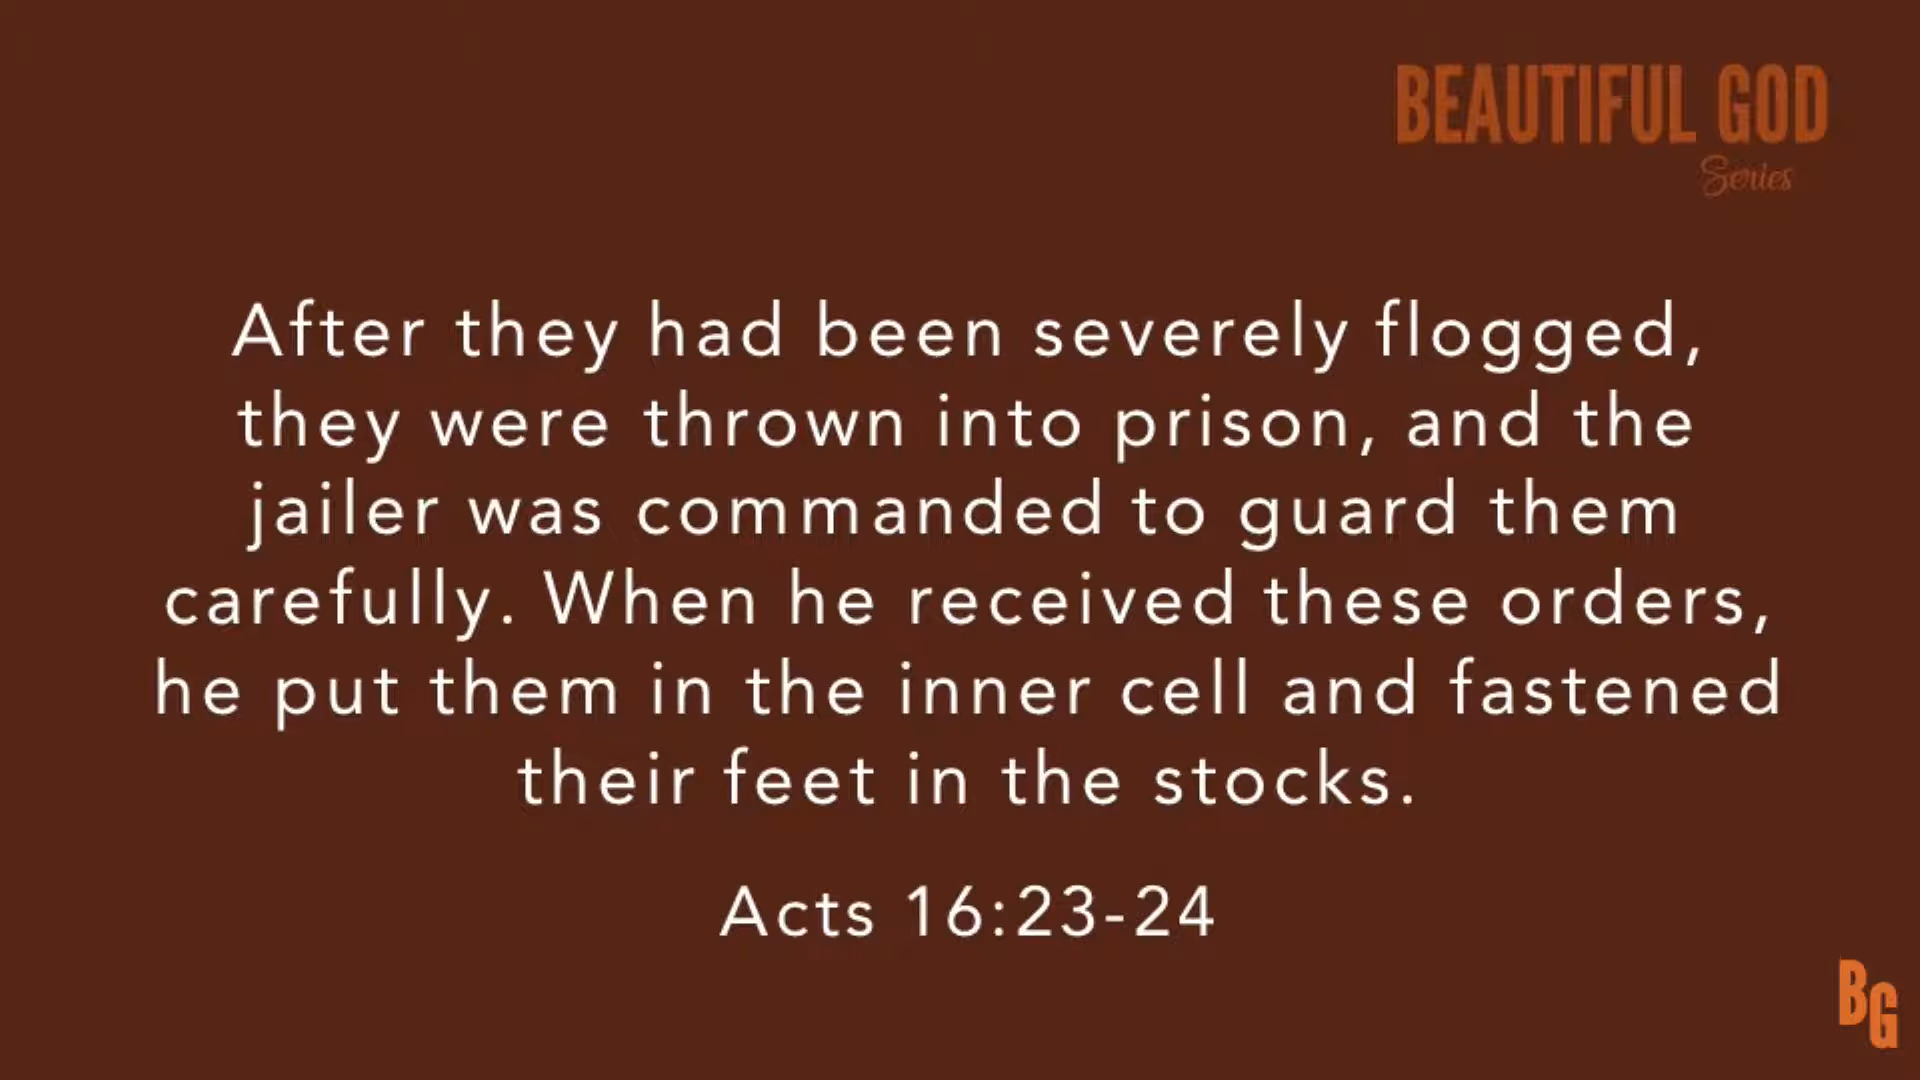 BEAUTIFUL GOD
Series
After they had been severely flogged,
they were thrown into prison, and the
jailer was commanded to guard them
carefully. When he received these orders,
he put them in the inner cell and fastened
their feet in the stocks.
Acts 16:23-24
BG